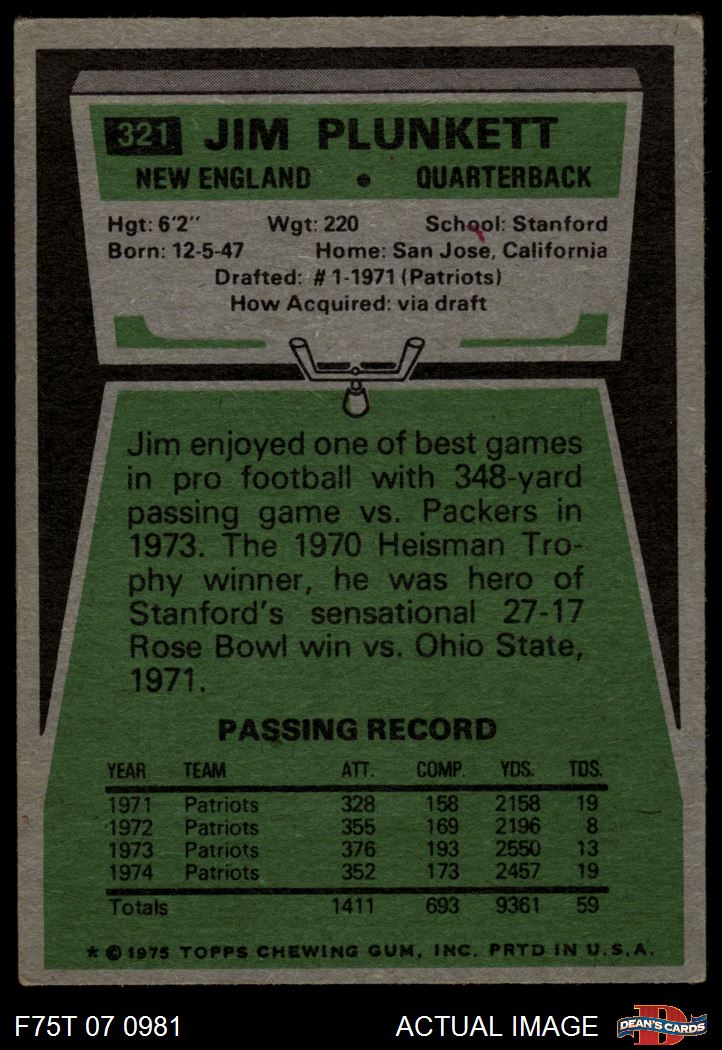 321 JIM PLUNKETT
NEW ENGLAND • QUARTERBACK
Hgt: 6'2" Wgt: 220 School: Stanford
Born: 12-5-47 Home: San Jose, California
Drafted: #1-1971 (Patriots)
How Acquired: via draft
Jim enjoyed one of best games
in pro football with 348-yard
passing game vs. Packers in
1973. The 1970 Heisman Tro-
phy winner, he was hero of
Stanford's sensational 27-17
Rose Bowl win vs. Ohio State,
1971.
PASSING RECORD
YEAR TEAM ATT. COMP. YDS. TDS.
1971 Patriots 328 158 2158 19
1972 Patriots 355 169 2196 8
1973 Patriots 376 193 2550 13
1974 Patriots 352 173 2457 19
Totals 1411 693 9361 59
* © 1975 TOPPS CHEWING GUM, INC. PRTD IN U.S.A.
F75T 07 0981 ACTUAL IMAGE D DEAN'S CARDS